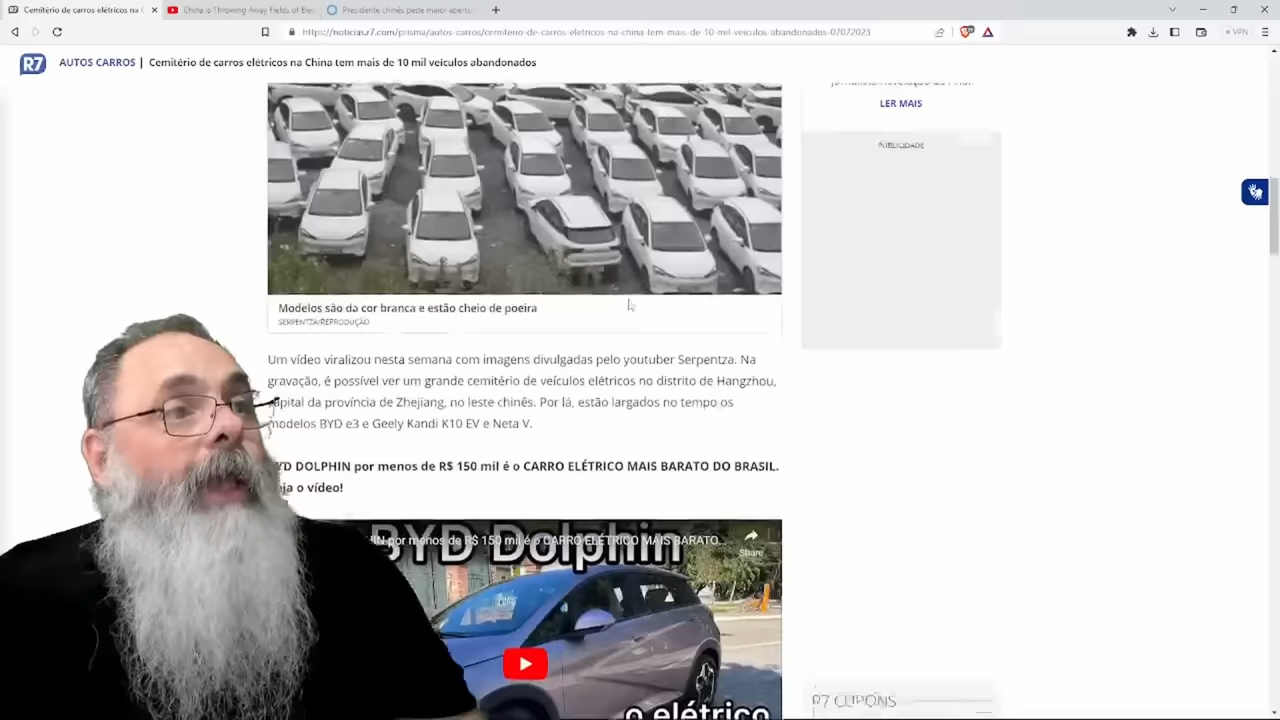 Cemitério de carros elétricos na C
China is Throwing Away Fields of Elec
Presidente chinês pede maior abertu
https://noticias.r7.com/prisma/autos-carros/cemiterio-de-carros-eletricos-na-china-tem-mais-de-10-mil-veiculos-abandonados-07072023
VPN
R7 AUTOS CARROS | Cemitério de carros elétricos na China tem mais de 10 mil veículos abandonados
LER MAIS
PUBLICIDADE
Modelos são da cor branca e estão cheio de poeira
SERPENTZA/REPRODUÇÃO
Um vídeo viralizou nesta semana com imagens divulgadas pelo youtuber Serpentza. Na
gravação, é possível ver um grande cemitério de veículos elétricos no distrito de Hangzhou,
apital da província de Zhejiang, no leste chinês. Por lá, estão largados no tempo os
modelos BYD e3 e Geely Kandi K10 EV e Neta V.
YD DOLPHIN por menos de R$ 150 mil é o CARRO ELÉTRICO MAIS BARATO DO BRASIL.
ja o vídeo!
HIN por menos de R$ 150 mil é o CARRO ELÉTRICO MAIS BARATO...
BYD Dolphin
Share
o elétrico
R7 CUPONS